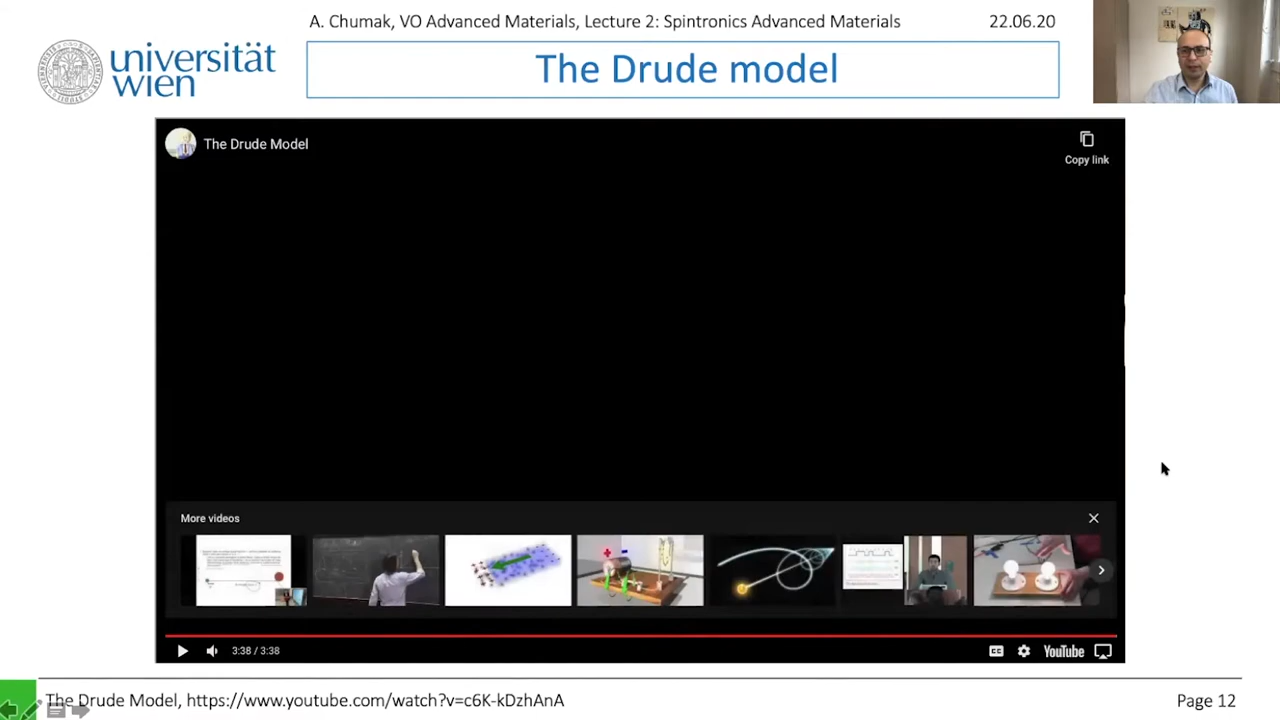 A. Chumak, VO Advanced Materials, Lecture 2: Spintronics Advanced Materials 22.06.20
universität
wien
The Drude model
The Drude Model
Copy link
More videos
3:38 / 3:38
CC
YouTube
The Drude Model, https://www.youtube.com/watch?v=c6K-kDzhAnA
Page 12